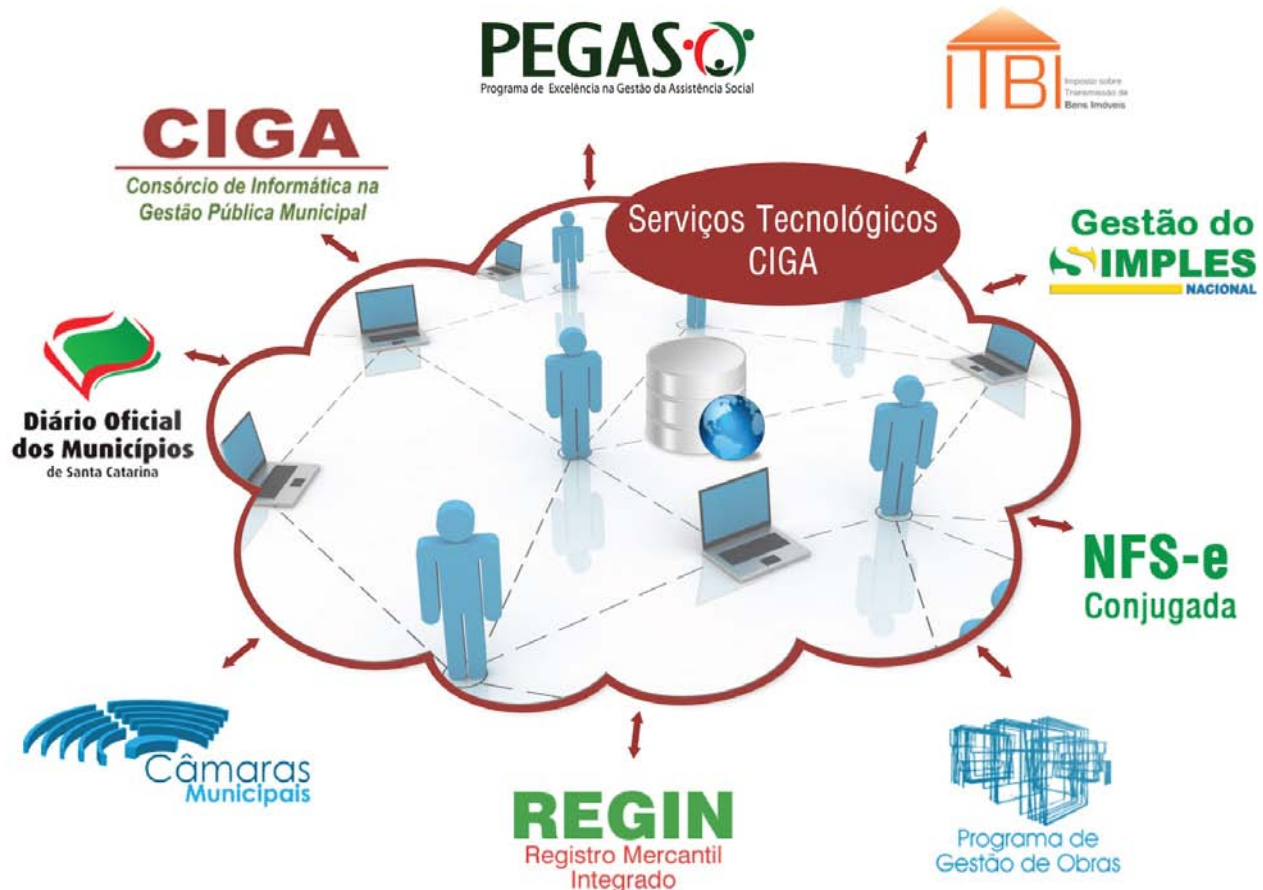 PEGASO
Programa de Excelência na Gestão da Assistência Social
ITBI
Imposto sobre
Transmissão de
Bens Imóveis
CIGA
Consórcio de Informática na
Gestão Pública Municipal
Serviços Tecnológicos
CIGA
Gestão do
SIMPLES
NACIONAL
Diário Oficial
dos Municípios
de Santa Catarina
NFS-e
Conjugada
Câmaras
Municipais
REGIN
Registro Mercantil
Integrado
Programa de
Gestão de Obras